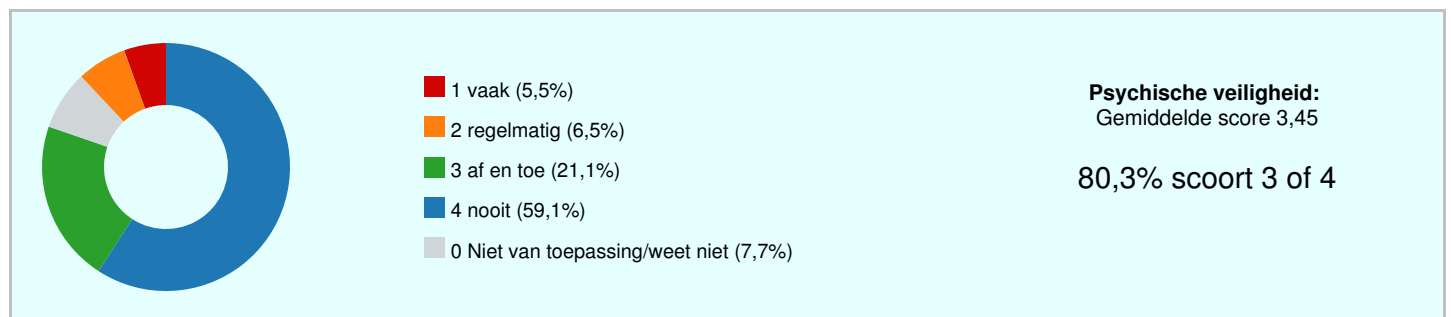 1 vaak (5,5%)
2 regelmatig (6,5%)
3 af en toe (21,1%)
4 nooit (59,1%)
0 Niet van toepassing/weet niet (7,7%)
Psychische veiligheid:
Gemiddelde score 3,45
80,3% scoort 3 of 4